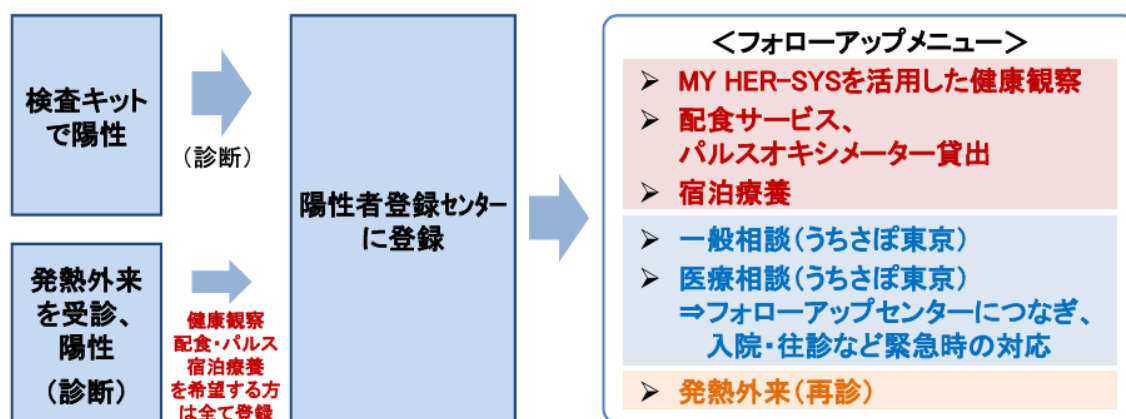 検査キット
で陽性
(診断)
発熱外来
を受診、
陽性
(診断)
健康観察
配食・パルス
宿泊療養
を希望する方
は全て登録
陽性者登録センター
に登録
＜フォローアップメニュー＞
➢ MY HER-SYSを活用した健康観察
➢ 配食サービス、
パルスオキシメーター貸出
➢ 宿泊療養
➢ 一般相談(うちさぽ東京)
➢ 医療相談(うちさぽ東京)
⇒フォローアップセンターにつなぎ、
入院・往診など緊急時の対応
➢ 発熱外来(再診)